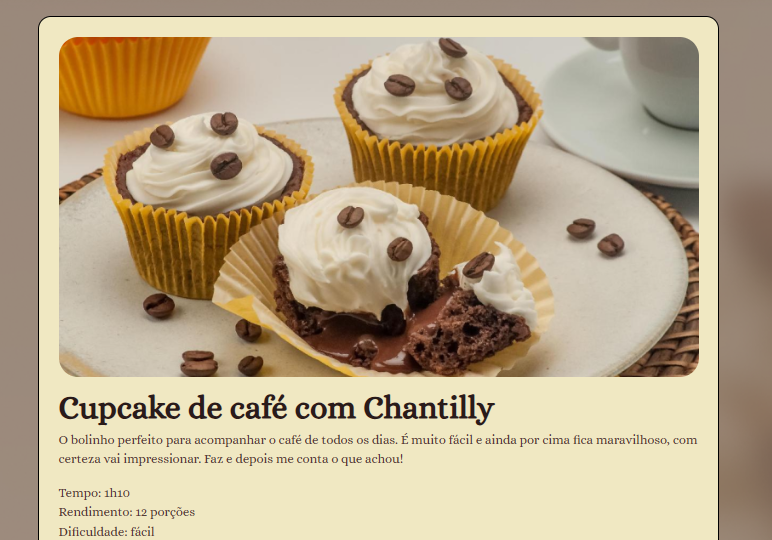 Cupcake de café com Chantilly
O bolinho perfeito para acompanhar o café de todos os dias. É muito fácil e ainda por cima fica maravilhoso, com
certeza vai impressionar. Faz e depois me conta o que achou!
Tempo: 1h10
Rendimento: 12 porções
Dificuldade: fácil